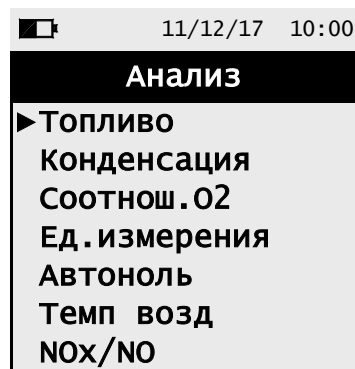 11/12/17 10:00
Анализ
►Топливо
Конденсация
Соотнош.O2
Ед.измерения
Автоноль
Темп возд
NOx/NO